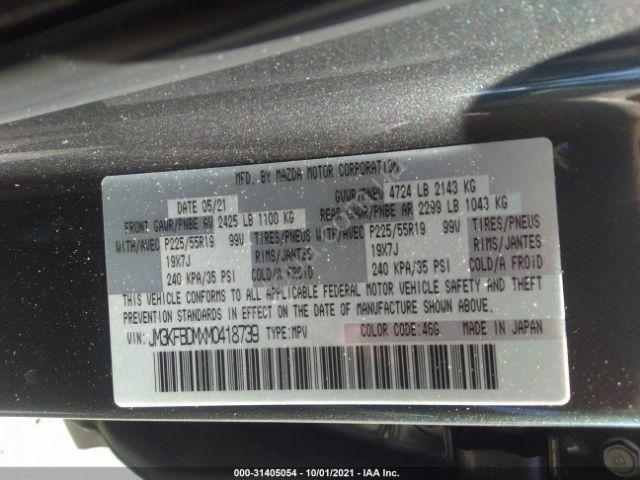 MFD. BY MAZDA MOTOR CORPORATION
DATE 05/21 GVWR/PNBV 4724 LB 2143 KG
FRONT GAWR/PNBE AV 2425 LB 1100 KG REAR GAWR/PNBE AR 2299 LB 1043 KG
WITH/AVEC P225/55R19 99V TIRES/PNEUS WITH/AVEC P225/55R19 99V TIRES/PNEUS
19X7J RIMS/JANTES 19X7J RIMS/JANTES
240 KPA/35 PSI COLD/A FROID 240 KPA/35 PSI COLD/A FROID
THIS VEHICLE CONFORMS TO ALL APPLICABLE FEDERAL MOTOR VEHICLE SAFETY AND THEFT
PREVENTION STANDARDS IN EFFECT ON THE DATE OF MANUFACTURE SHOWN ABOVE.
VIN: JM3KFBDMXM0418739 TYPE: MPV COLOR CODE: 46G MADE IN JAPAN
000-31405054 - 10/01/2021 - IAA Inc.